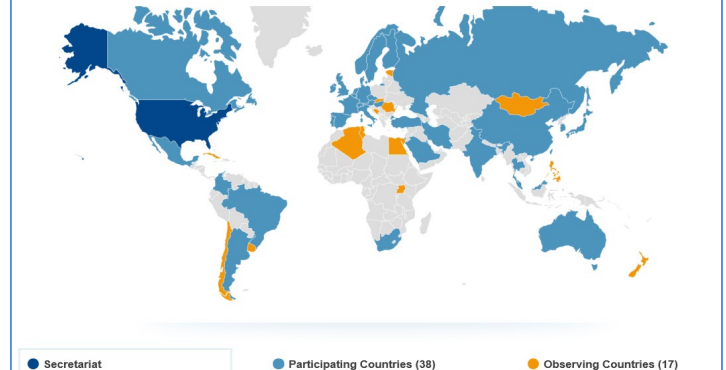 Secretariat
Participating Countries (38)
Observing Countries (17)